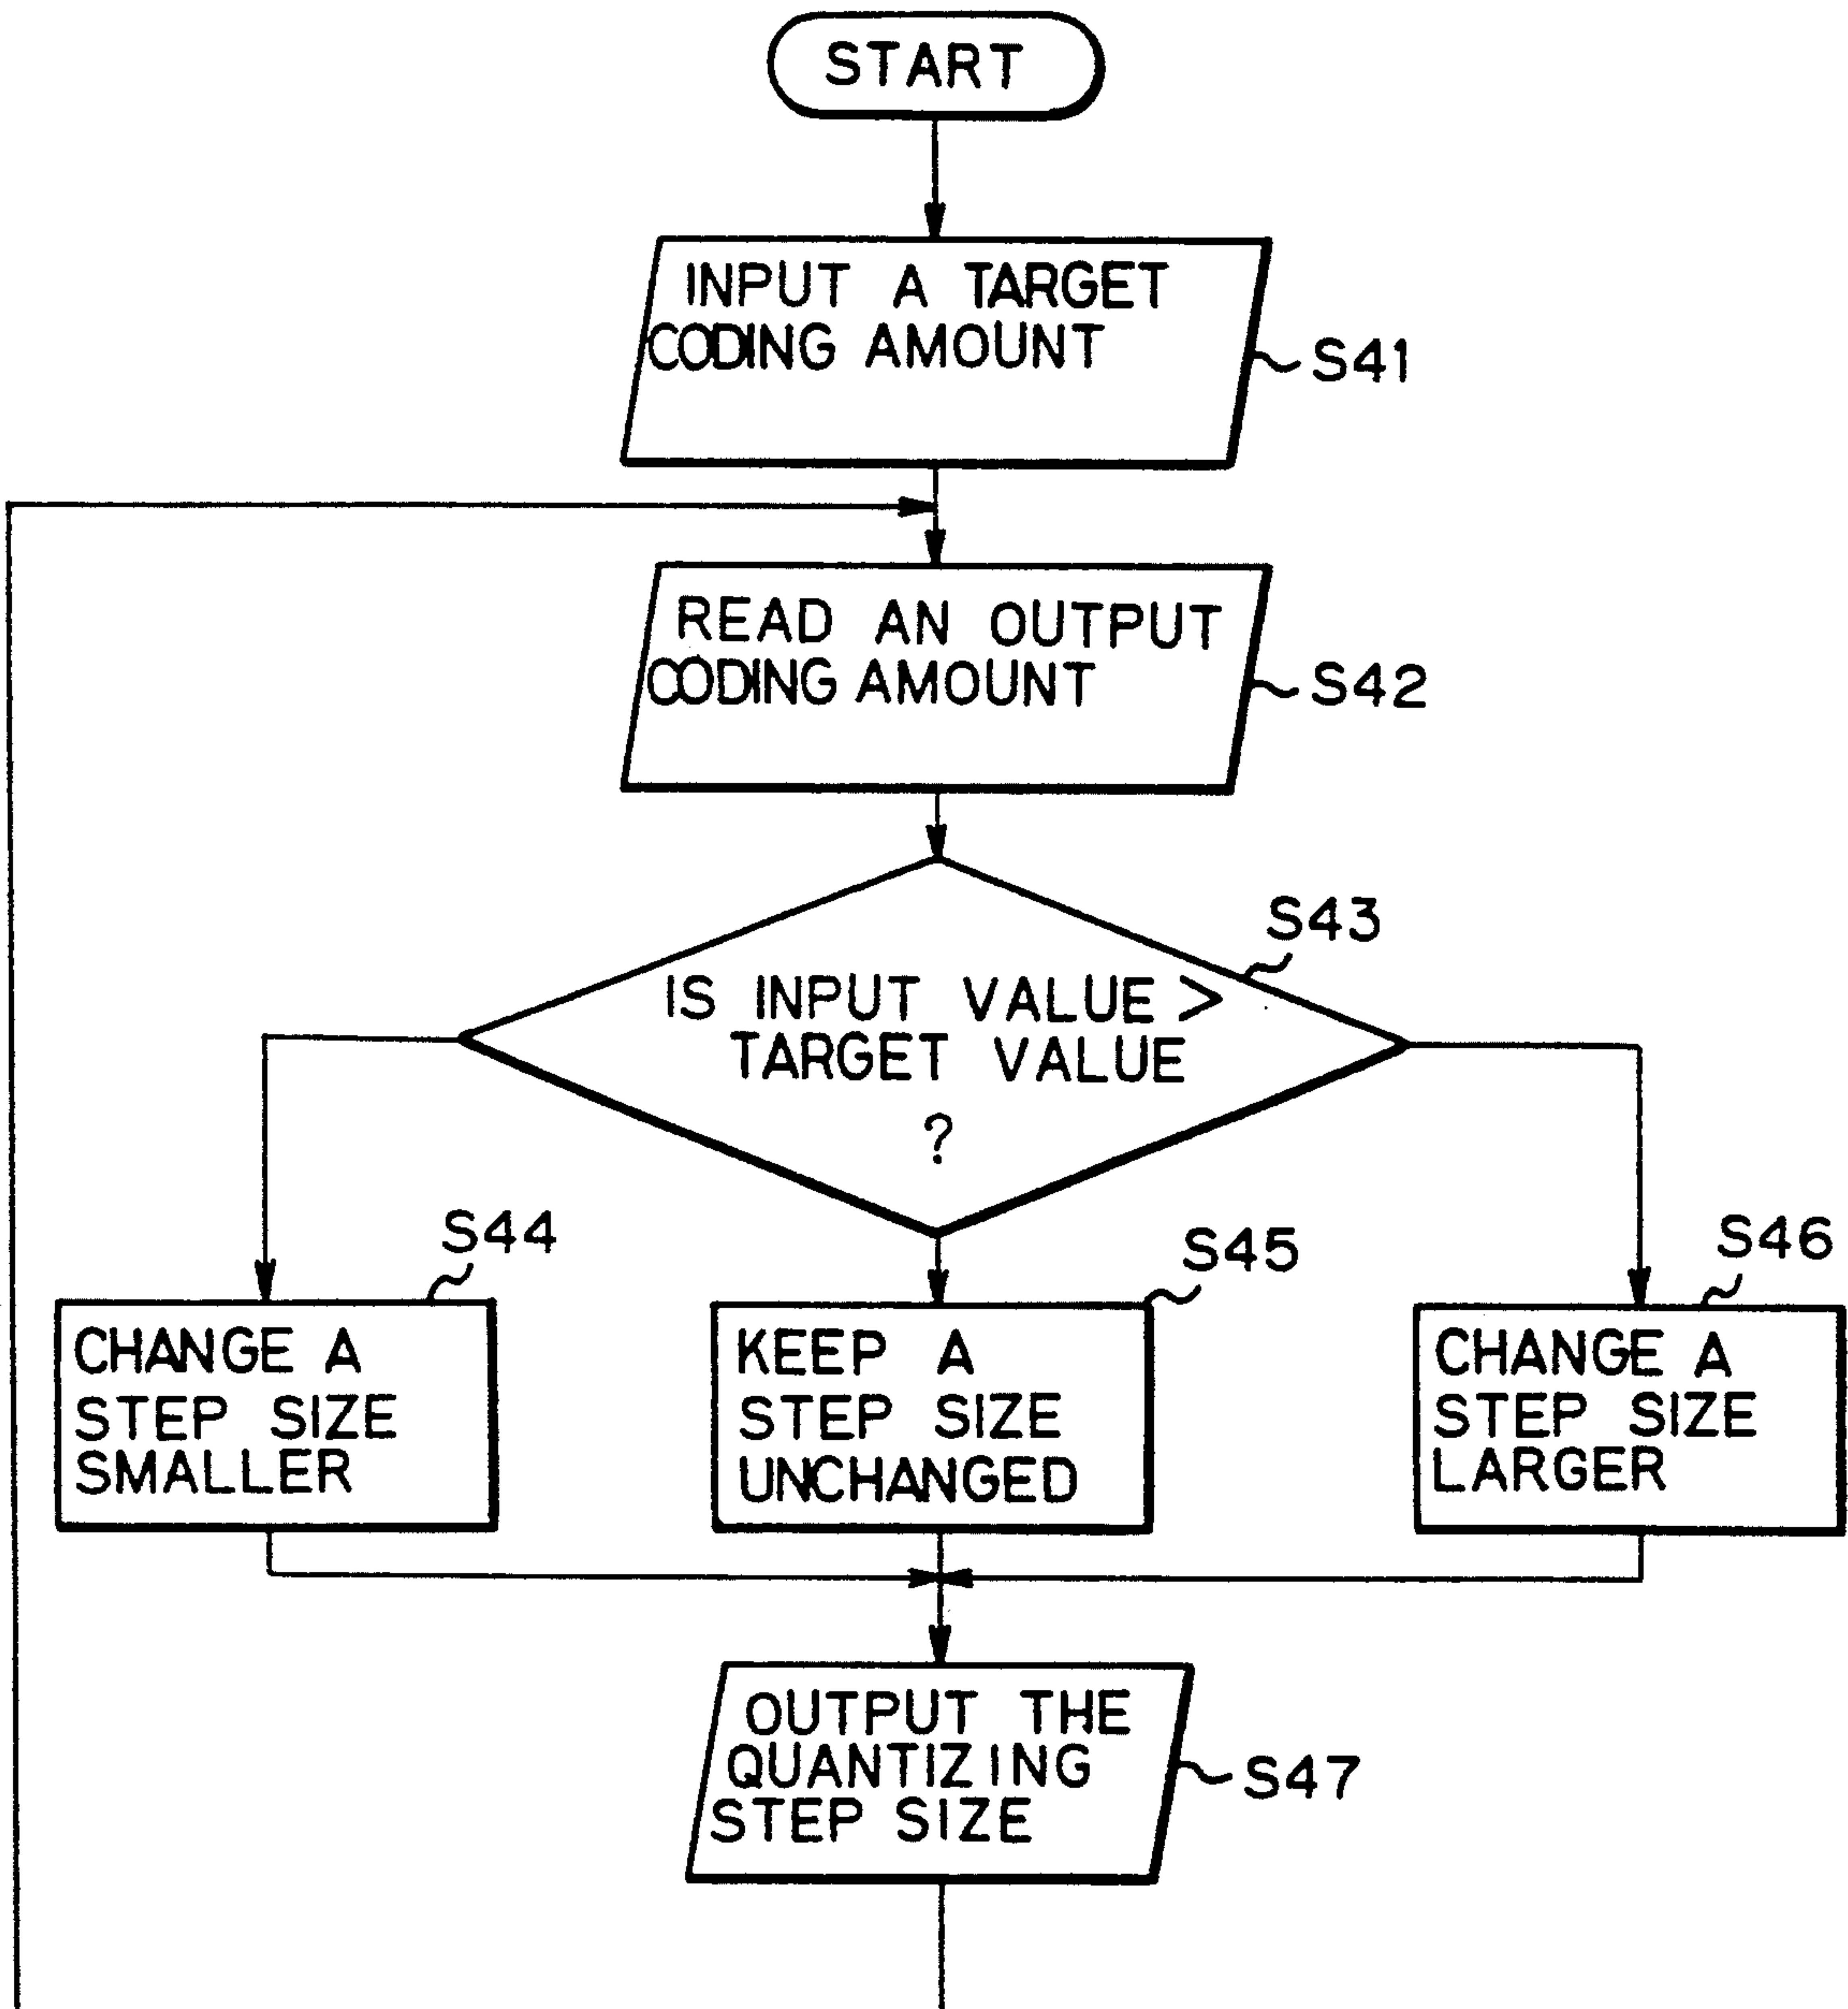 START
INPUT A TARGET
CODING AMOUNT
S41
READ AN OUTPUT
CODING AMOUNT
S42
S43
IS INPUT VALUE >
TARGET VALUE
?
S44
CHANGE A
STEP SIZE
SMALLER
S45
KEEP A
STEP SIZE
UNCHANGED
S46
CHANGE A
STEP SIZE
LARGER
OUTPUT THE
QUANTIZING
STEP SIZE
S47